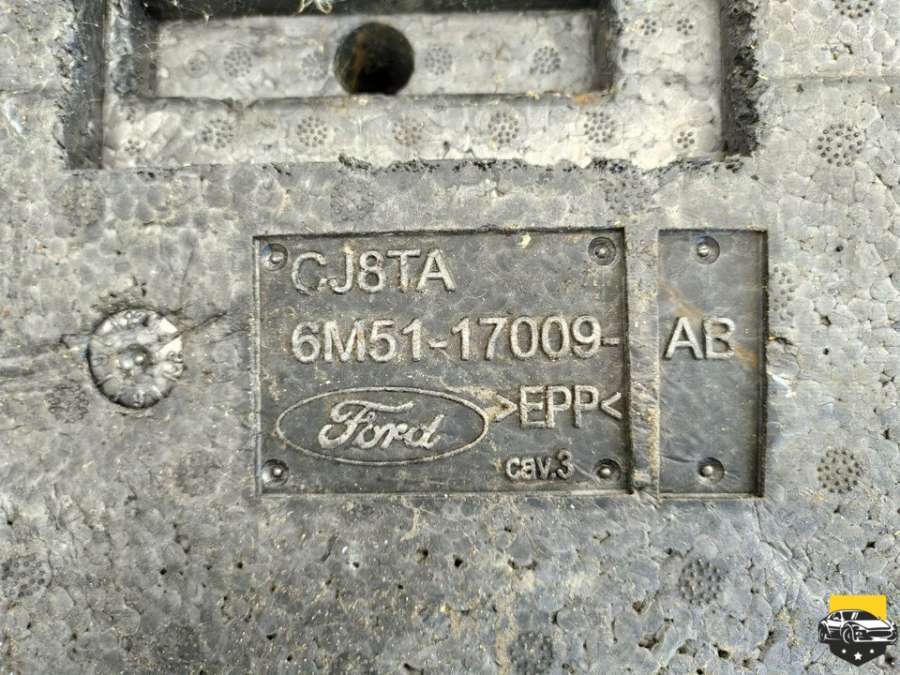 CJ8TA
6M51-17009-AB
Ford >EPP<
cav.3